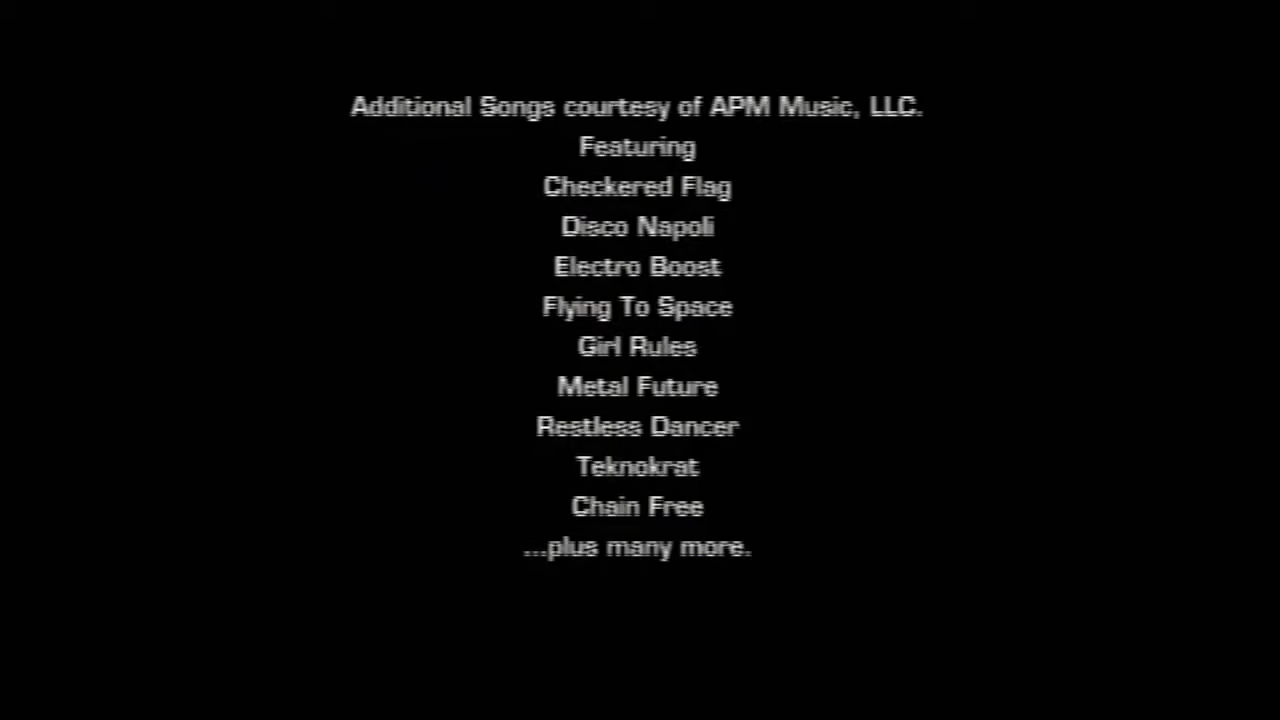 Additional Songs courtesy of APM Music, LLC.
Featuring
Checkered Flag
Disco Napoli
Electro Boost
Flying To Space
Girl Rules
Metal Future
Restless Dancer
Teknokrat
Chain Free
...plus many more.